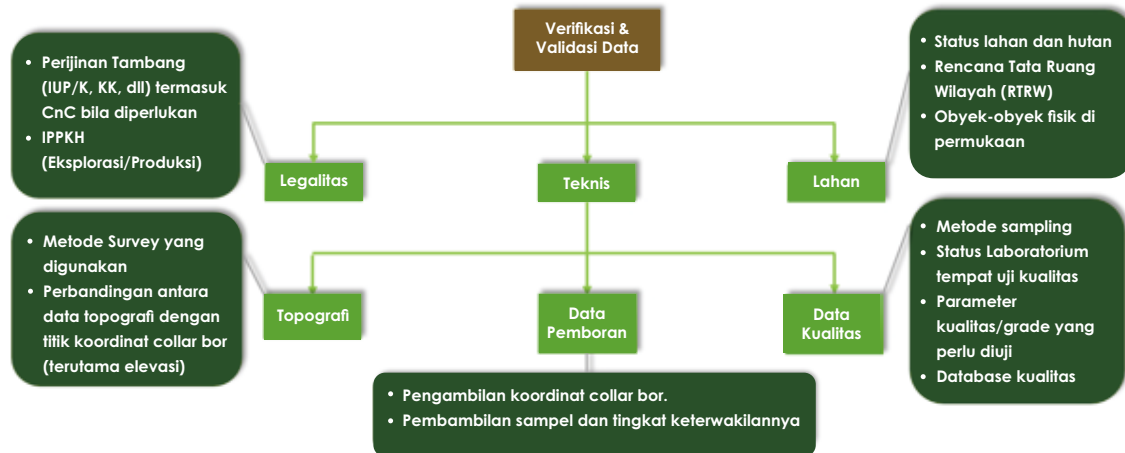 Verifikasi &
Validasi Data
• Perijinan Tambang
(IUP/K, KK, dll) termasuk
CnC bila diperlukan
• IPPKH
(Eksplorasi/Produksi)
• Status lahan dan hutan
• Rencana Tata Ruang
Wilayah (RTRW)
• Obyek-obyek fisik di
permukaan
Legalitas
Teknis
Lahan
• Metode Survey yang
digunakan
• Perbandingan antara
data topografi dengan
titik koordinat collar bor
(terutama elevasi)
• Metode sampling
• Status Laboratorium
tempat uji kualitas
• Parameter
kualitas/grade yang
perlu diuji
• Database kualitas
Topografi
Data
Pemboran
Data
Kualitas
• Pengambilan koordinat collar bor.
• Pembambilan sampel dan tingkat keterwakilannya